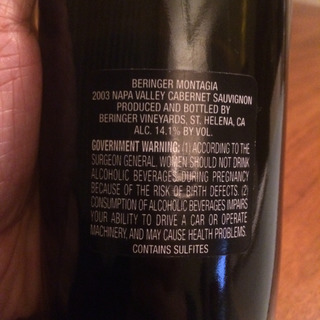 BERINGER MONTAGIA
2003 NAPA VALLEY CABERNET SAUVIGNON
PRODUCED AND BOTTLED BY
BERINGER VINEYARDS, ST. HELENA, CA
ALC. 14.1% BY VOL.
GOVERNMENT WARNING: (1) ACCORDING TO THE
SURGEON GENERAL, WOMEN SHOULD NOT DRINK
ALCOHOLIC BEVERAGES DURING PREGNANCY
BECAUSE OF THE RISK OF BIRTH DEFECTS. (2)
CONSUMPTION OF ALCOHOLIC BEVERAGES IMPAIRS
YOUR ABILITY TO DRIVE A CAR OR OPERATE
MACHINERY, AND MAY CAUSE HEALTH PROBLEMS.
CONTAINS SULFITES